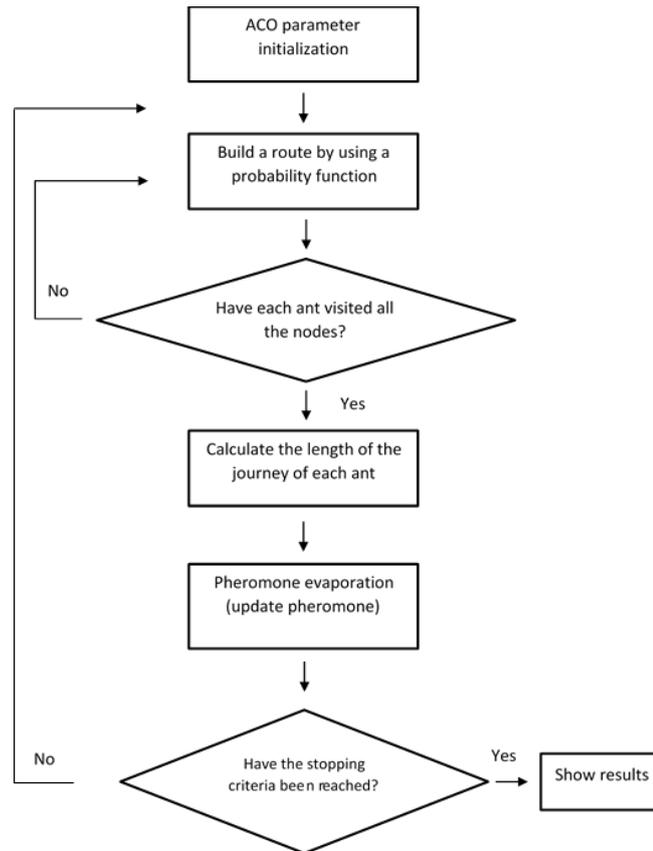 ACO parameter
initialization
Build a route by using a
probability function
No
Have each ant visited all
the nodes?
Yes
Calculate the length of the
journey of each ant
Pheromone evaporation
(update pheromone)
No
Have the stopping
criteria been reached?
Yes
Show results